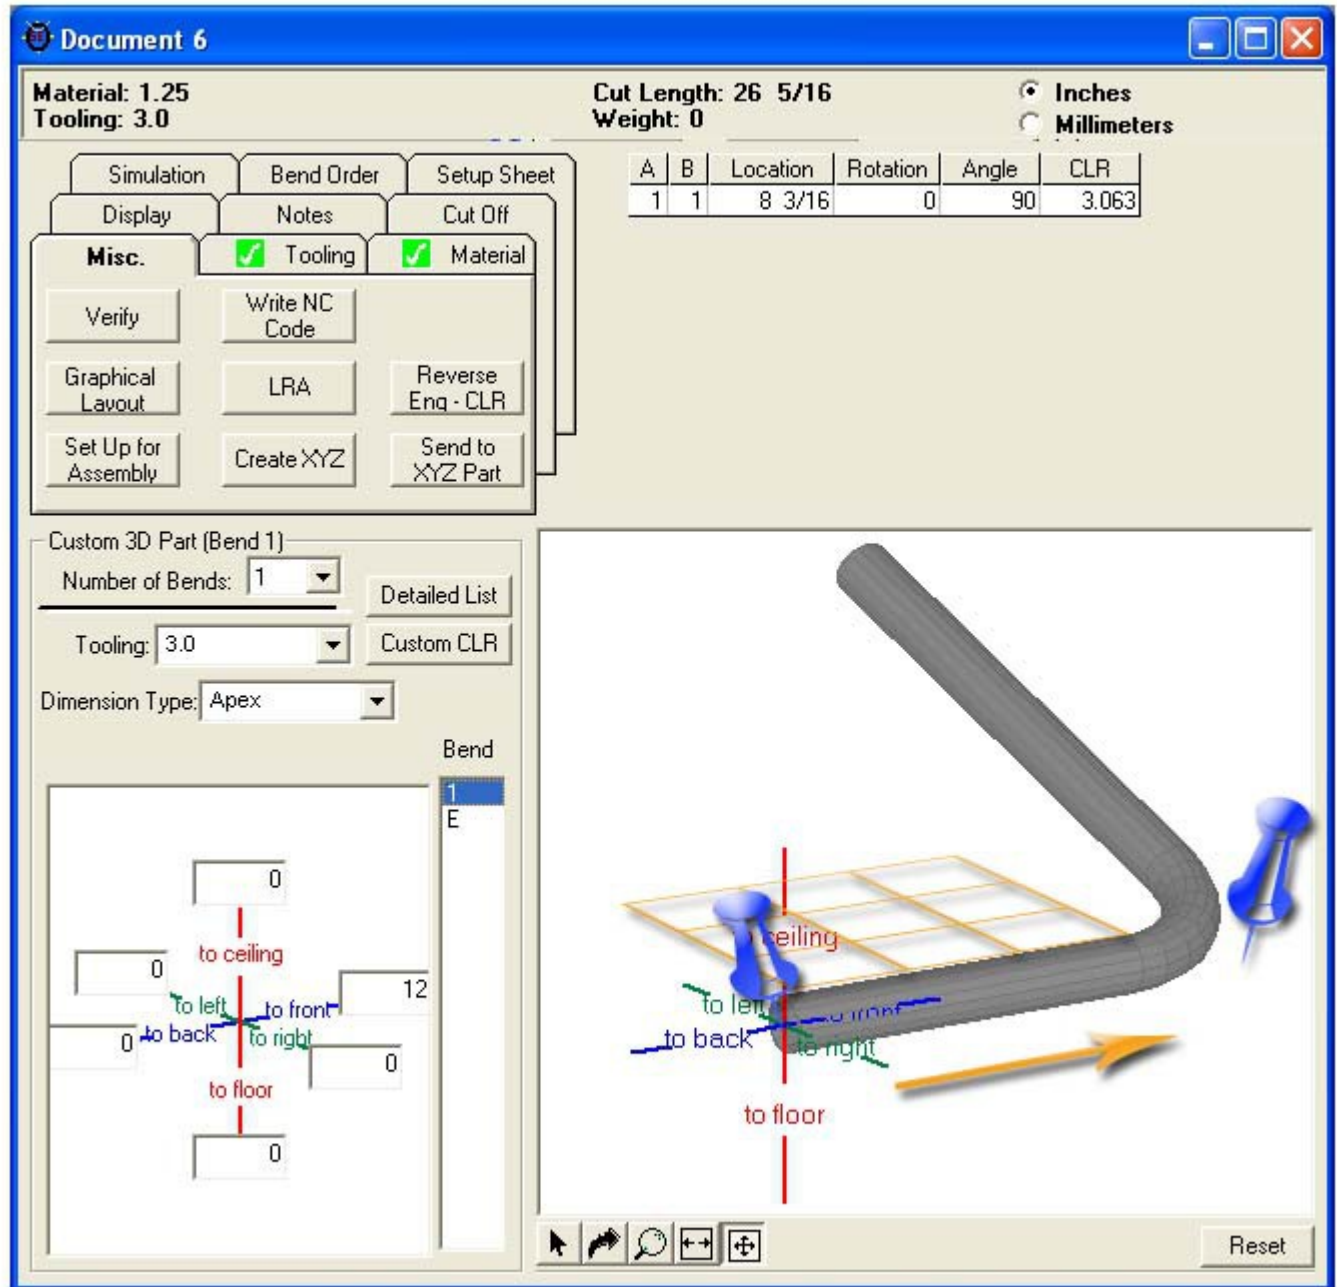 Document 6
Material: 1.25
Tooling: 3.0
Cut Length: 26 5/16
Weight: 0
Inches
Millimeters
Simulation Bend Order Setup Sheet
Display Notes Cut Off
Misc. Tooling Material
Verify
Write NC
Code
Graphical
Layout
LRA
Reverse
Eng - CLR
Set Up for
Assembly
Create XYZ
Send to
XYZ Part
A B Location Rotation Angle CLR
1 1 8 3/16 0 90 3.063
Custom 3D Part (Bend 1)
Number of Bends: 1
Detailed List
Tooling: 3.0
Custom CLR
Dimension Type: Apex
Bend
1
E
0
to ceiling
0
to left
to front
12
0
to back
to right
0
to floor
0
to ceiling
to left
to front
to back
to right
to floor
Reset